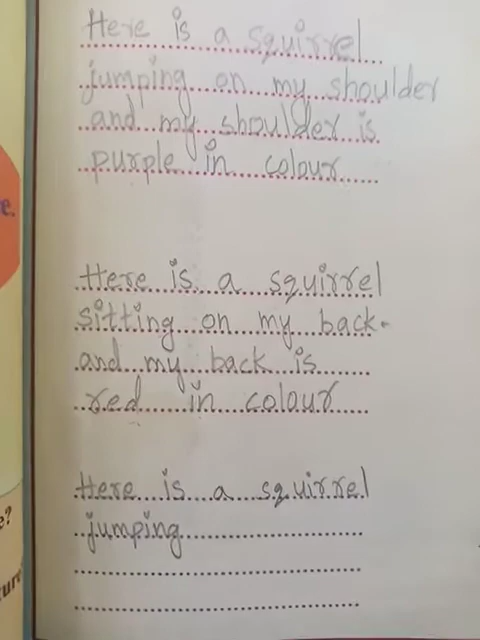 Here is a squirrel
jumping on my shoulder
and my shoulder is
purple in colour
Here is a squirrel
sitting on my back.
and my back is
red in colour
Here is a squirrel
jumping
e.
e?